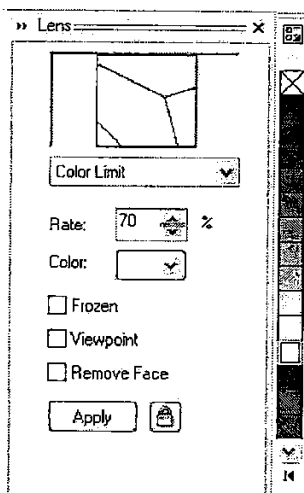 Lens
Color Limit
Rate: 70 %
Color:
Frozen
Viewpoint
Remove Face
Apply